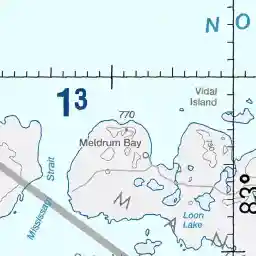 N O
Vidal
Island
13
770
Meldrum Bay
Mississagi
Strait
M
A
N
Loon
Lake
83°